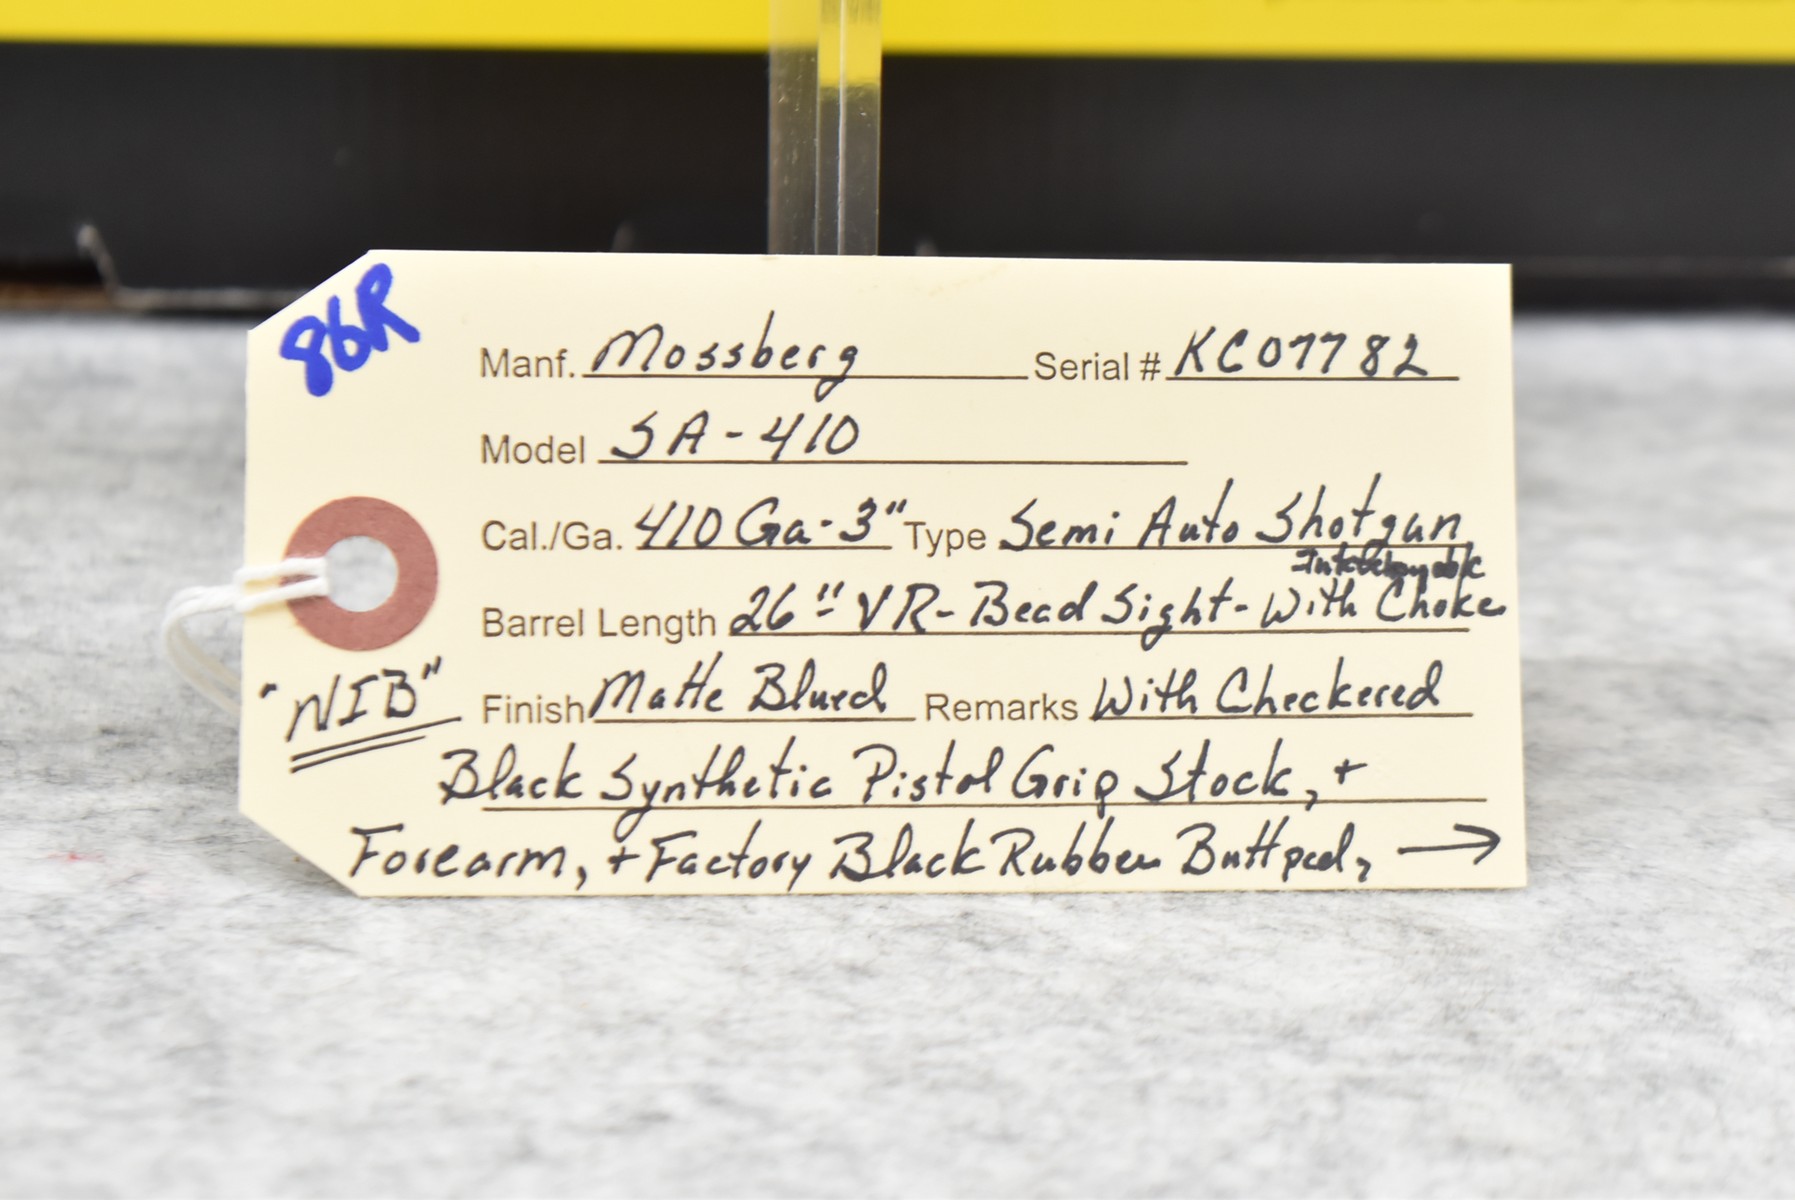 86R
Manf. Mossberg Serial # KC07782
Model SA-410
Cal./Ga. 410 Ga-3" Type Semi Auto Shotgun
Interchangeable
Barrel Length 26" VR-Bead Sight-With Choke
"NIB"
Finish Matte Blued Remarks With Checkered
Black Synthetic Pistol Grip Stock, +
Forearm, + Factory Black Rubber Buttpad, →